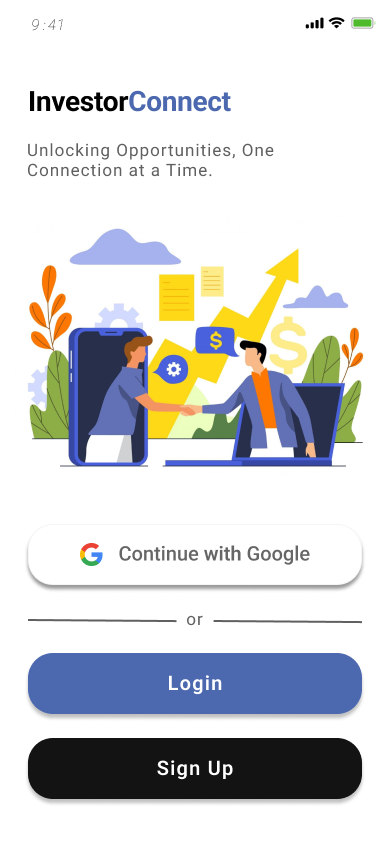 9:41
InvestorConnect
Unlocking Opportunities, One
Connection at a Time.
$
$
Continue with Google
or
Login
Sign Up